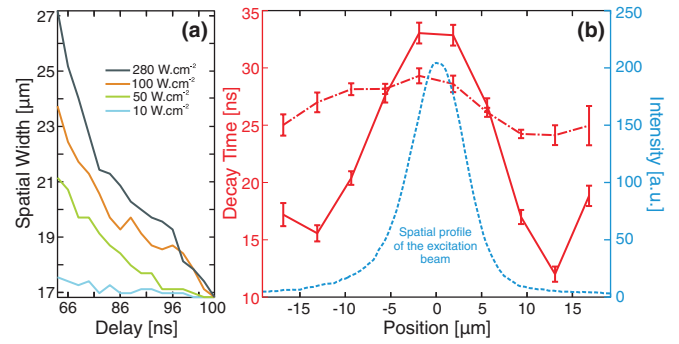 (a)
27
25
23
21
19
17
Spatial Width [µm]
280 W.cm⁻²
100 W.cm⁻²
50 W.cm⁻²
10 W.cm⁻²
66 76 86 96 100
Delay [ns]
(b)
35
30
25
20
15
10
Decay Time [ns]
Spatial profile
of the excitation
beam
250
200
150
100
50
0
Intensity [a.u.]
-15 -10 -5 0 5 10 15
Position [µm]